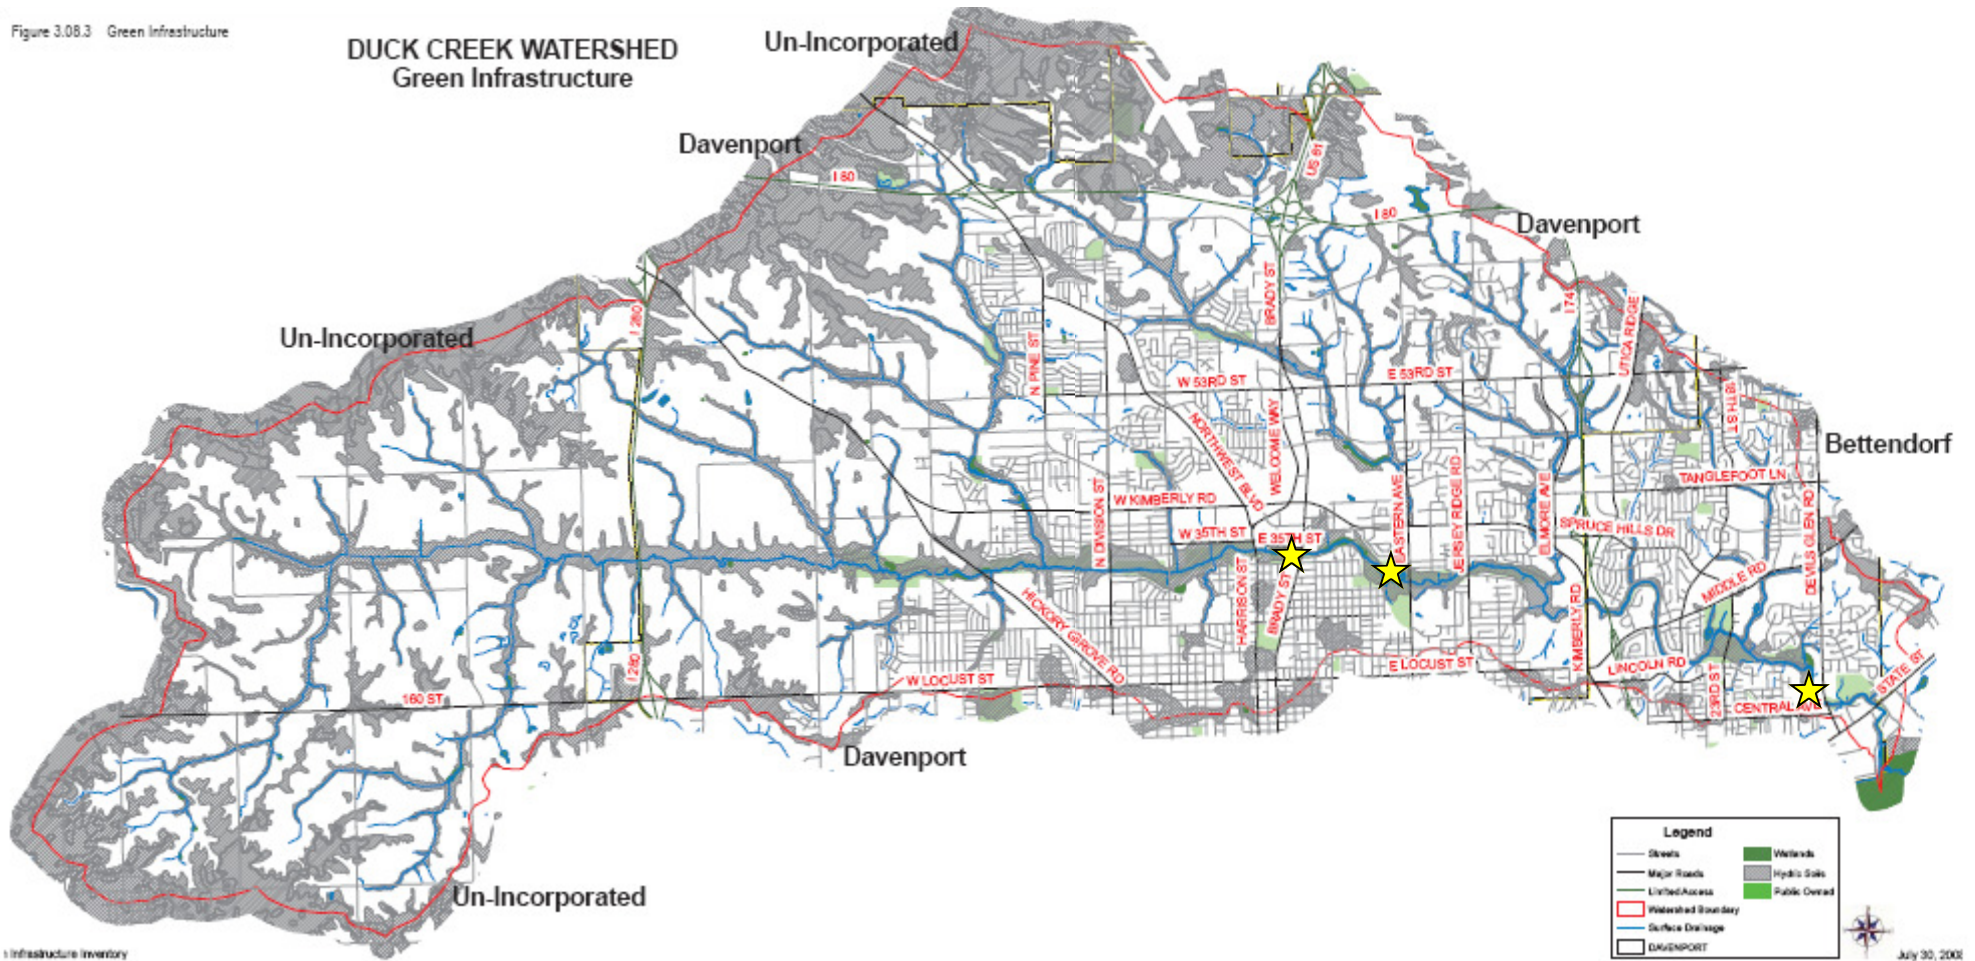 Figure 3.08.3 Green Infrastructure
DUCK CREEK WATERSHED
Green Infrastructure
Un-Incorporated
Davenport
I 80
US 61
I 80
Davenport
Un-Incorporated
I 280
BRADY ST
I 74
UTICA RIDGE
N PINE ST
W 53RD ST
E 53RD ST
18TH ST
NORTHWEST BLVD
WELCOME WAY
Bettendorf
TANGLEFOOT LN
N DIVISION ST
W KIMBERLY RD
EASTERN AVE
JERSEY RIDGE RD
ELMORE AVE
DEVILS GLEN RD
W 35TH ST
E 35TH ST
SPRUCE HILLS DR
HARRISON ST
BRADY ST
KIMBERLY RD
MIDDLE RD
HICKORY GROVE RD
I 280
W LOCUST ST
E LOCUST ST
LINCOLN RD
STATE ST
160 ST
23RD ST
CENTRAL AVE
Davenport
Un-Incorporated
Legend
Streets
Major Roads
Limited Access
Watershed Boundary
Surface Drainage
DAVENPORT
Wetlands
Hydric Soils
Public Owned
Infrastructure Inventory
July 30, 200